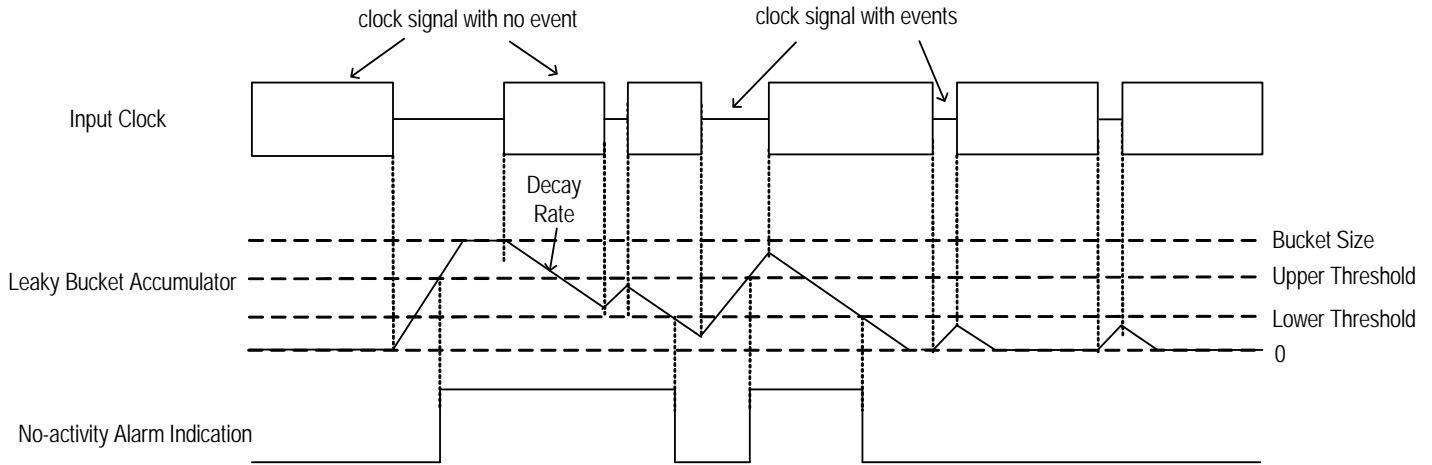 clock signal with no event
clock signal with events
Input Clock
Decay
Rate
Bucket Size
Leaky Bucket Accumulator
Upper Threshold
Lower Threshold
0
No-activity Alarm Indication